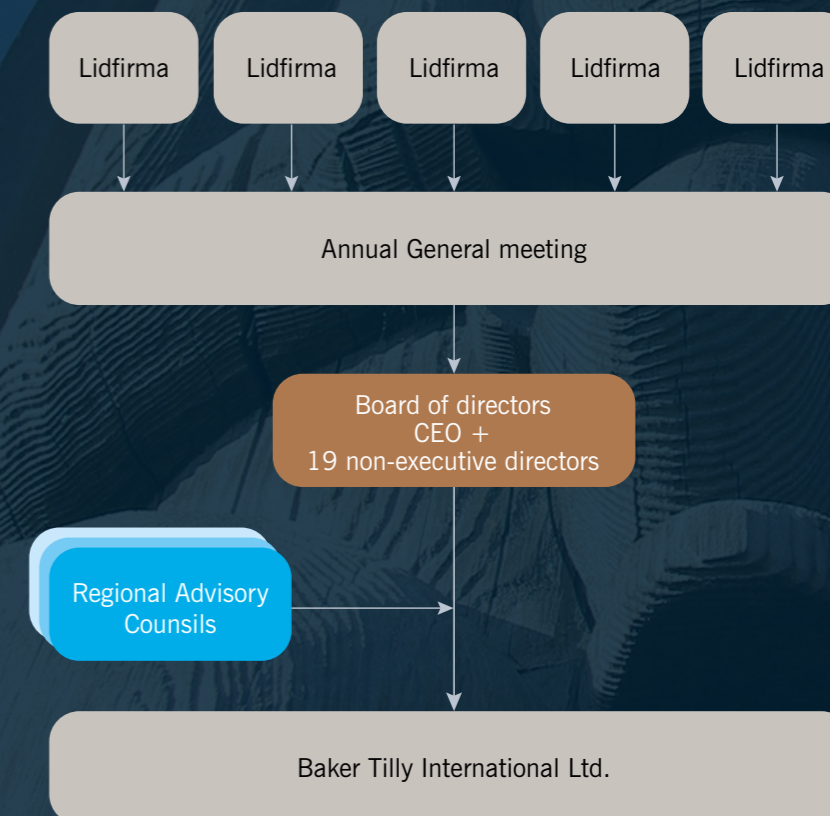 Lidfirma Lidfirma Lidfirma Lidfirma Lidfirma
Annual General meeting
Board of directors
CEO +
19 non-executive directors
Regional Advisory
Counsils
Baker Tilly International Ltd.